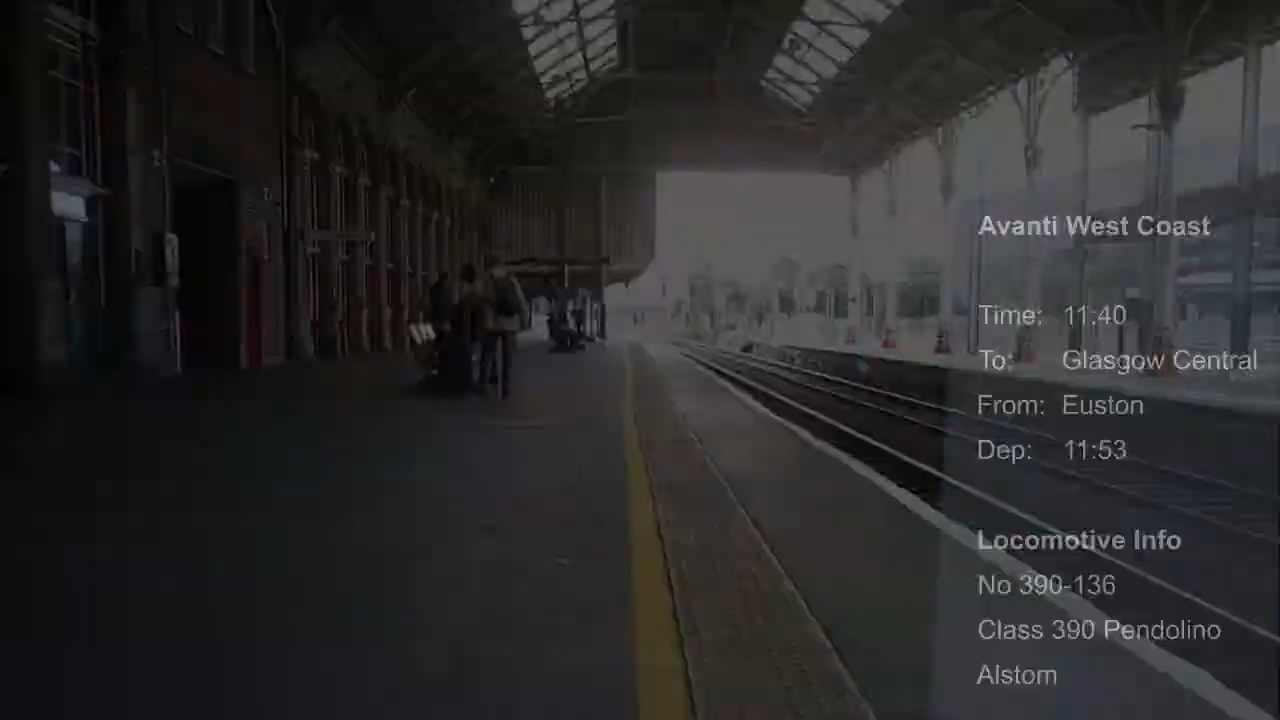 Avanti West Coast
Time: 11.40
To: Glasgow Central
From: Euston
Dep: 11:53
Locomotive Info
No 390-136
Class 390 Pendolino
Alstom